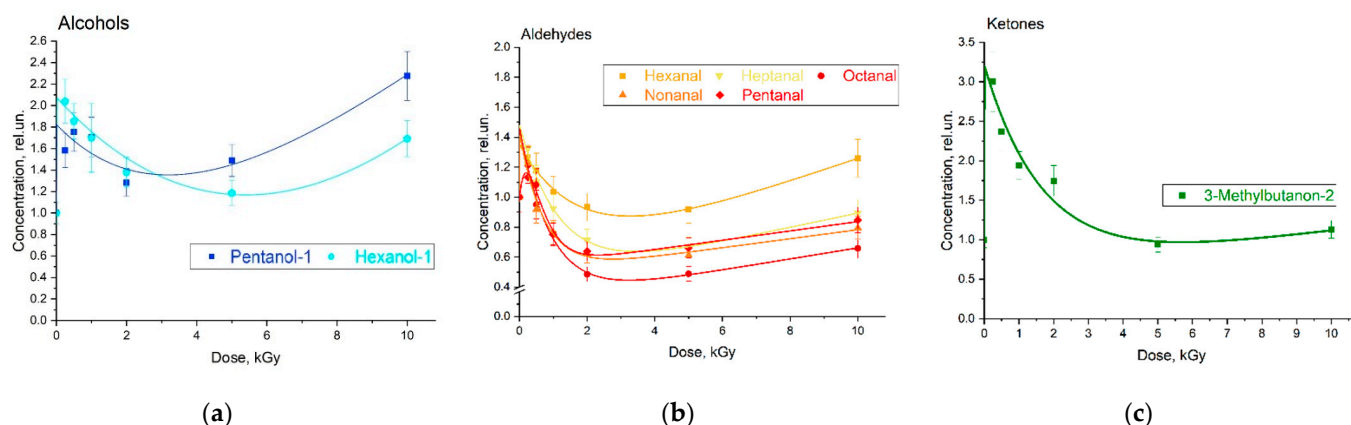 Alcohols
2.6
2.4
2.2
2.0
1.8
1.6
1.4
1.2
1.0
0.8
0.6
0.4
0.2
0.0
Concentration, rel.un.
Pentanol-1 Hexanol-1
0 2 4 6 8 10
Dose, kGy
(a)
Aldehydes
2.0
1.8
1.6
1.4
1.2
1.0
0.8
0.6
0.4
0.0
Concentration, rel.un.
Hexanal Heptanal Octanal
Nonanal Pentanal
0 2 4 6 8 10
Dose, kGy
(b)
Ketones
3.5
3.0
2.5
2.0
1.5
1.0
0.5
0.0
Concentration, rel.un.
3-Methylbutanon-2
0 1 2 3 4 5 6 7 8 9 10
Dose, kGy
(c)